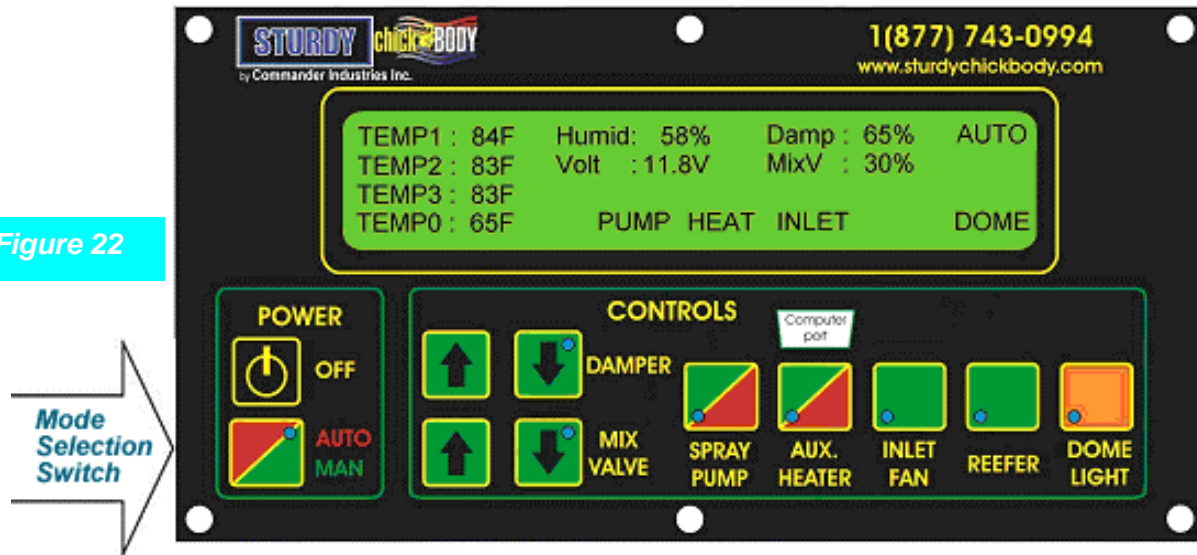 STURDY chick BODY
by Commander Industries Inc.
1(877) 743-0994
www.sturdychickbody.com
TEMP1 : 84F Humid: 58% Damp : 65% AUTO
TEMP2 : 83F Volt : 11.8V MixV : 30%
TEMP3 : 83F
TEMP0 : 65F PUMP HEAT INLET DOME
Figure 22
POWER
OFF
AUTO
MAN
Mode
Selection
Switch
CONTROLS
Computer
port
DAMPER
MIX
VALVE
SPRAY
PUMP
AUX.
HEATER
INLET
FAN
REEFER
DOME
LIGHT